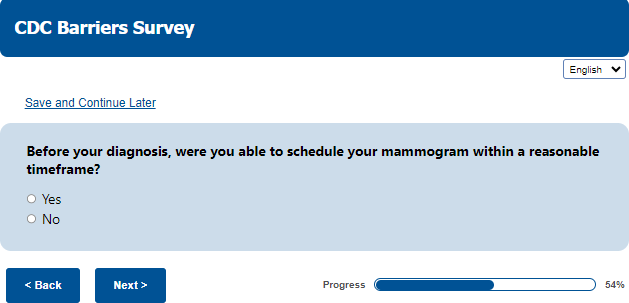 CDC Barriers Survey
English
Save and Continue Later
Before your diagnosis, were you able to schedule your mammogram within a reasonable
timeframe?
Yes
No
< Back
Next >
Progress
54%